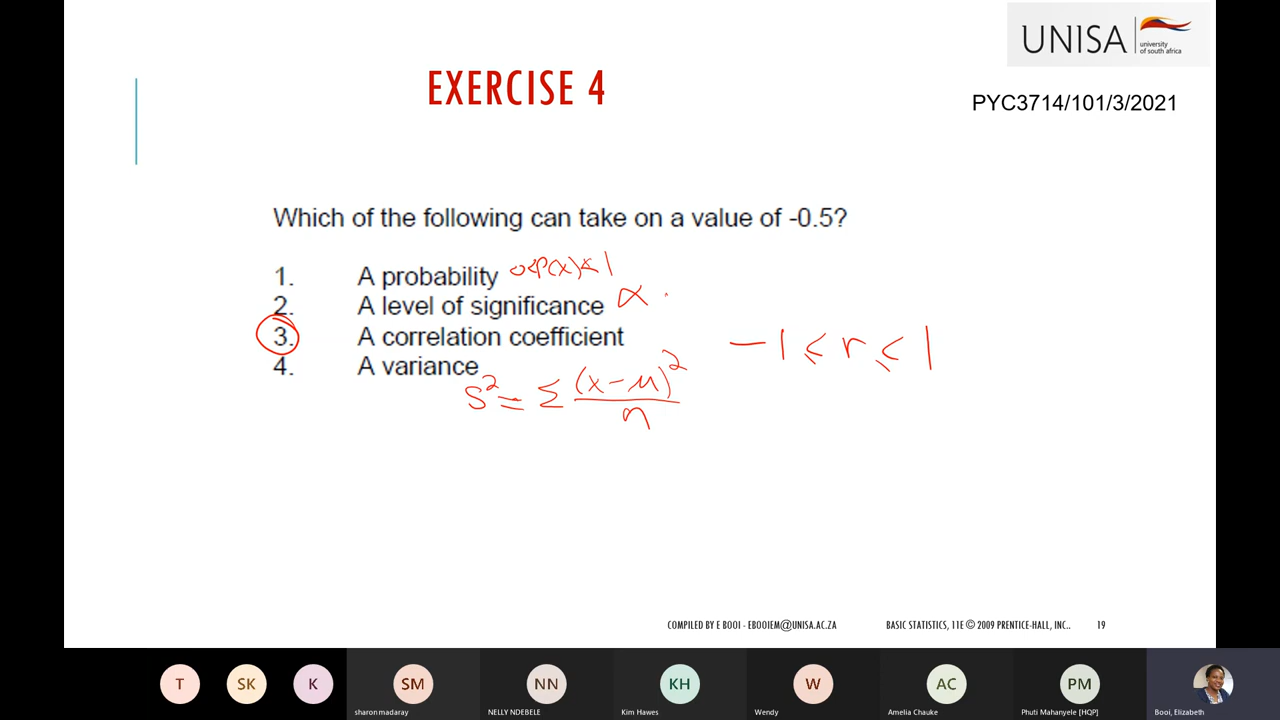 UNISA
university
of south africa
EXERCISE 4
PYC3714/101/3/2021
Which of the following can take on a value of -0.5?
1. A probability 0<P(x)<1
2. A level of significance α
3. A correlation coefficient -1 ≤ r ≤ 1
4. A variance
S² = Σ (x-μ)² / n
COMPILED BY E BOOI - EBOOIEM@UNISA.AC.ZA BASIC STATISTICS, 11E © 2009 PRENTICE-HALL, INC.. 19
T SK K SM NN KH W AC PM
sharon madaray NELLY NDEBELE Kim Hawes Wendy Amelia Chauke Phuti Mahanyele [HQP] Booi, Elizabeth